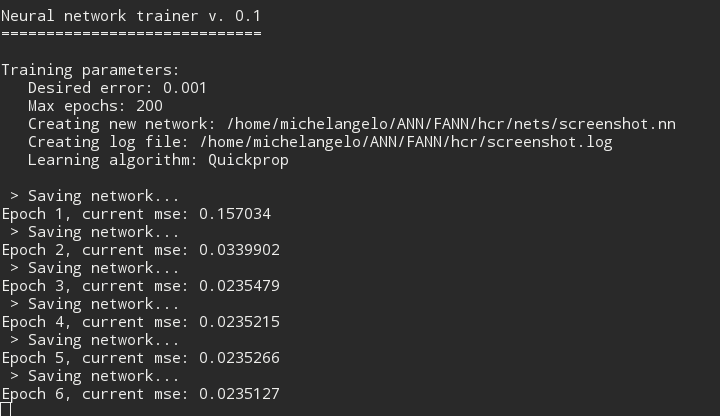 Neural network trainer v. 0.1
=============================
Training parameters:
Desired error: 0.001
Max epochs: 200
Creating new network: /home/michelangelo/ANN/FANN/hcr/nets/screenshot.nn
Creating log file: /home/michelangelo/ANN/FANN/hcr/screenshot.log
Learning algorithm: Quickprop
> Saving network...
Epoch 1, current mse: 0.157034
> Saving network...
Epoch 2, current mse: 0.0339902
> Saving network...
Epoch 3, current mse: 0.0235479
> Saving network...
Epoch 4, current mse: 0.0235215
> Saving network...
Epoch 5, current mse: 0.0235266
> Saving network...
Epoch 6, current mse: 0.0235127